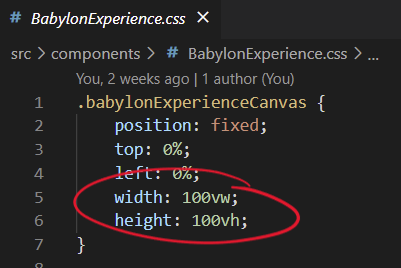 # BabylonExperience.css ×
src > components > # BabylonExperience.css > ...
You, 2 weeks ago | 1 author (You)
1 .babylonExperienceCanvas {
2 position: fixed;
3 top: 0%;
4 left: 0%;
5 width: 100vw;
6 height: 100vh;
7 }